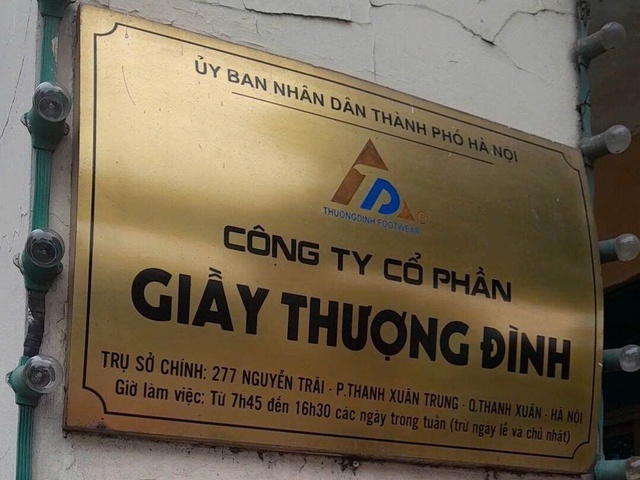 ỦY BAN NHÂN DÂN THÀNH PHỐ HÀ NỘI
TD
THUONGDINH FOOTWEAR
CÔNG TY CỔ PHẦN
GIẦY THƯỢNG ĐÌNH
TRỤ SỞ CHÍNH: 277 NGUYỄN TRÃI - P.THANH XUÂN TRUNG - Q.THANH XUÂN - HÀ NỘI
Giờ làm việc: Từ 7h45 đến 16h30 các ngày trong tuần (trừ ngay lễ và chủ nhật)